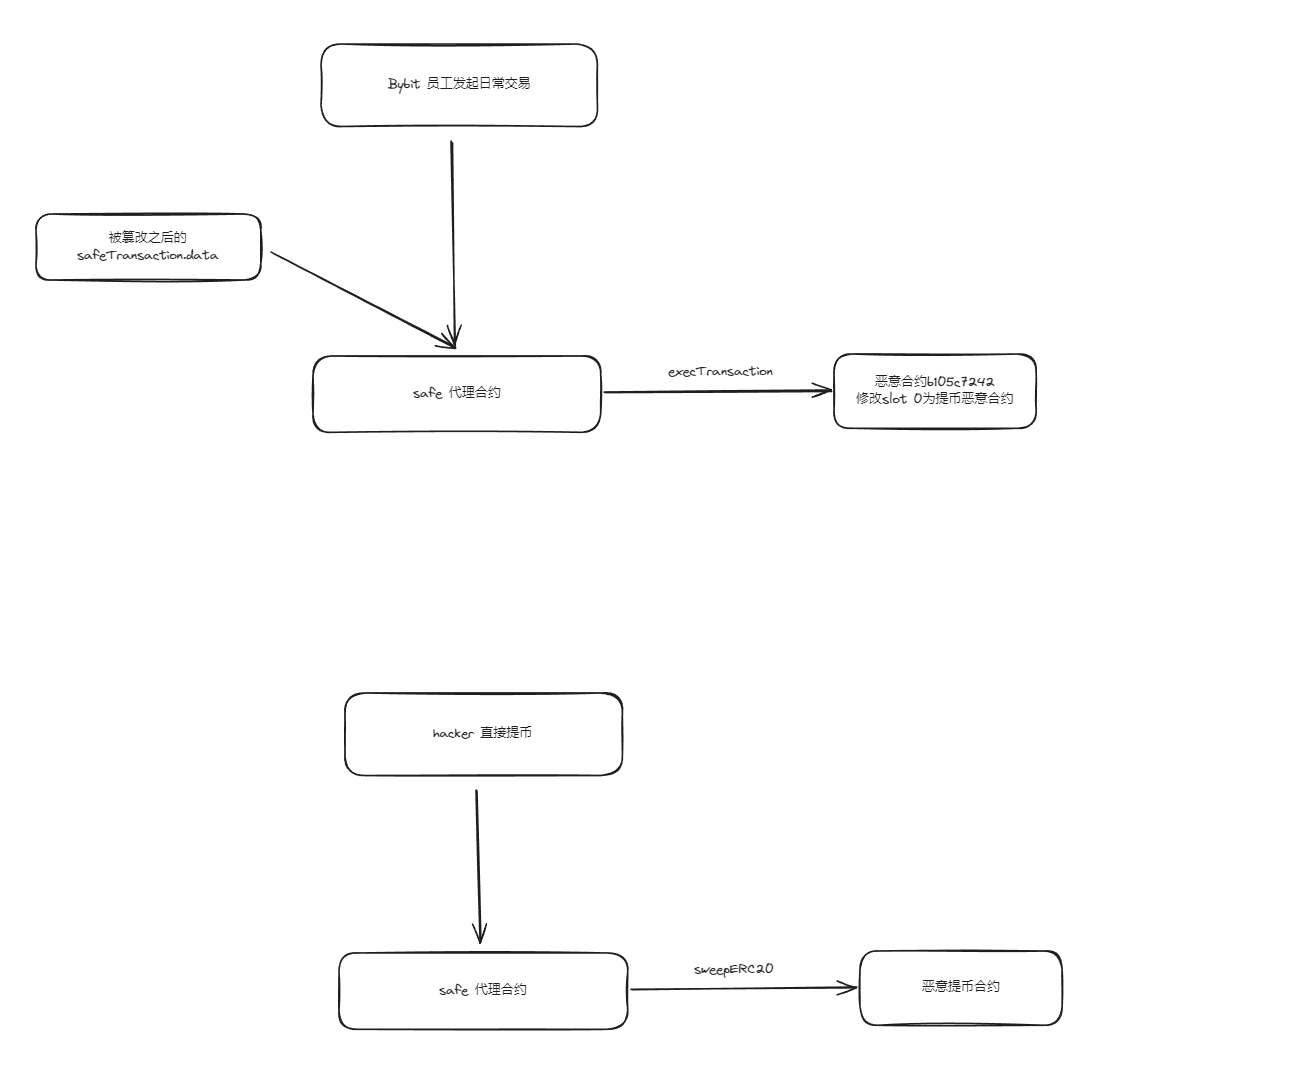 Bybit 员工发起日常交易
被篡改之后的
safeTransaction.data
safe 代理合约
execTransaction
恶意合约b105c7242
修改slot 0为提币恶意合约
hacker 直接提币
safe 代理合约
sweepERC20
恶意提币合约